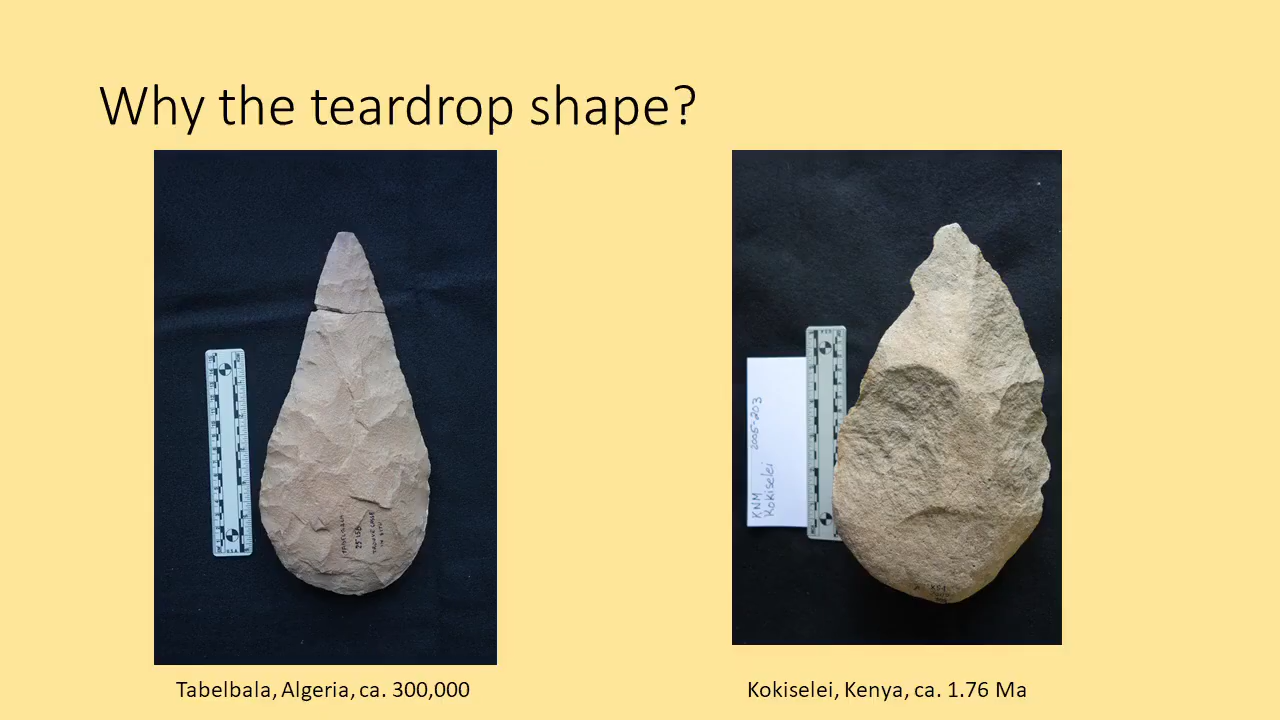 Why the teardrop shape?
KNM 2005-203
Kokiselei
Tabelbala, Algeria, ca. 300,000
Kokiselei, Kenya, ca. 1.76 Ma